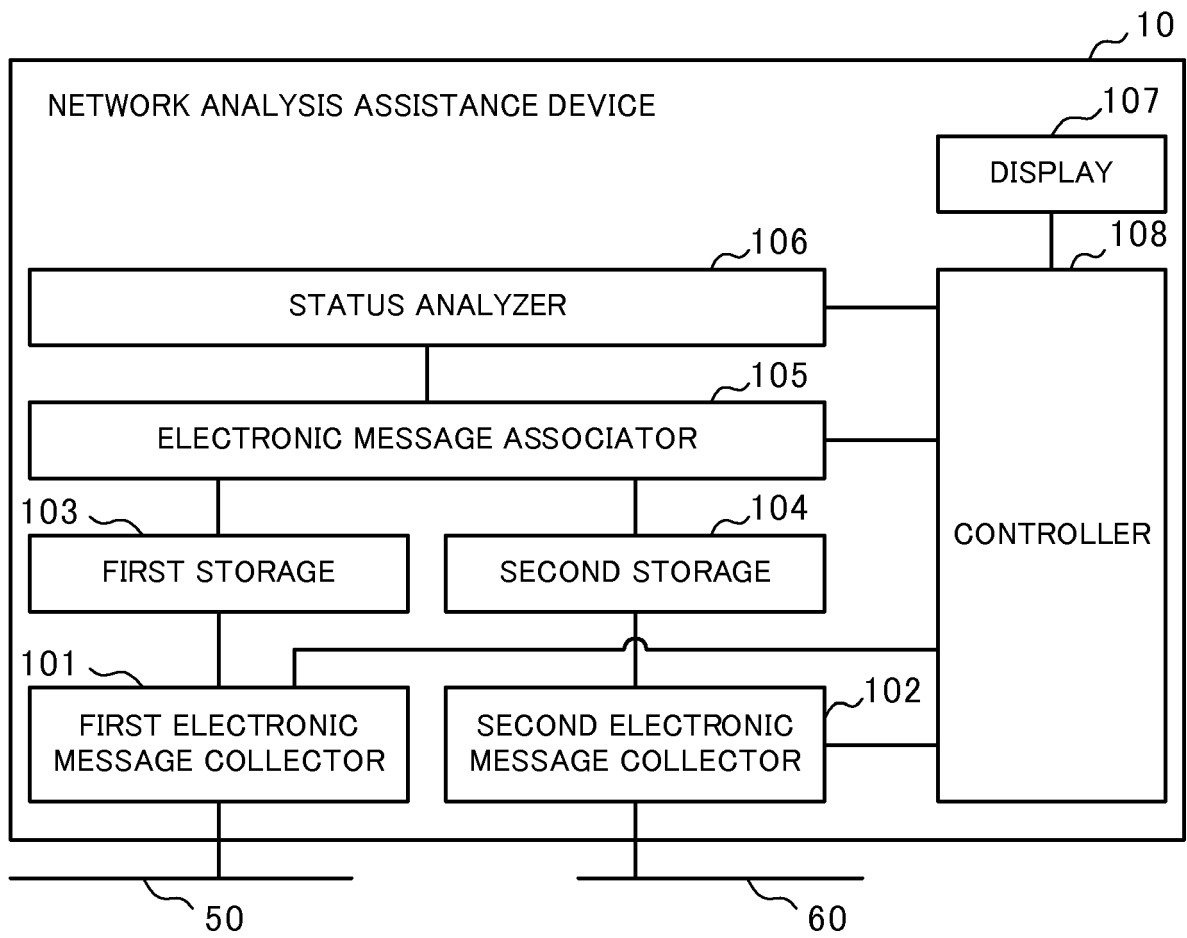 10
NETWORK ANALYSIS ASSISTANCE DEVICE
107
DISPLAY
106
108
STATUS ANALYZER
105
ELECTRONIC MESSAGE ASSOCIATOR
103
104
CONTROLLER
FIRST STORAGE
SECOND STORAGE
101
102
FIRST ELECTRONIC
MESSAGE COLLECTOR
SECOND ELECTRONIC
MESSAGE COLLECTOR
50
60